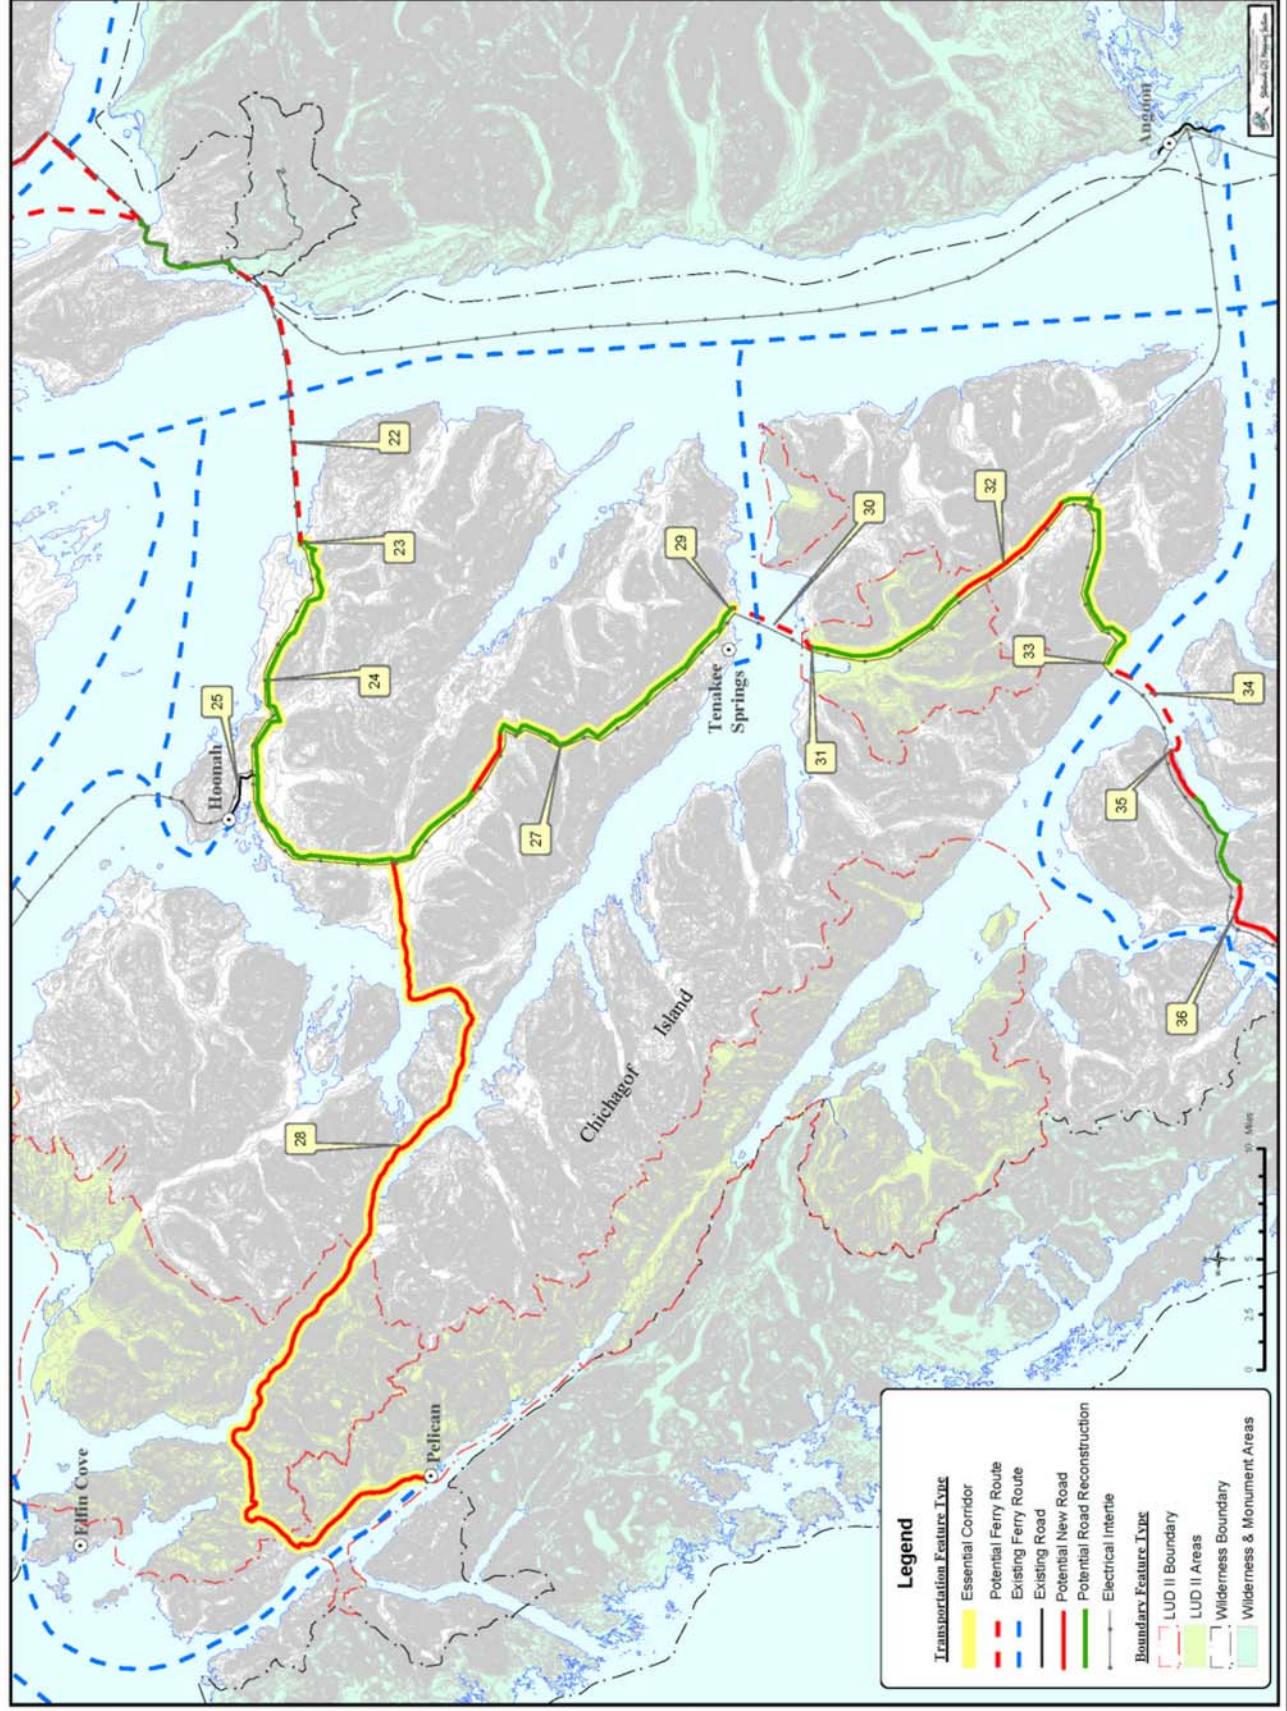 Angoon
22
23
24
25
Hoonah
27
28
29
30
31
32
33
34
35
36
Tenakee
Springs
Chichagof
Island
Pelican
Elfin Cove
0 2.5 5 10 Miles
Legend
Transportation Feature Type
Essential Corridor
Potential Ferry Route
Existing Ferry Route
Existing Road
Potential New Road
Potential Road Reconstruction
Electrical Intertie
Boundary Feature Type
LUD II Boundary
LUD II Areas
Wilderness Boundary
Wilderness & Monument Areas